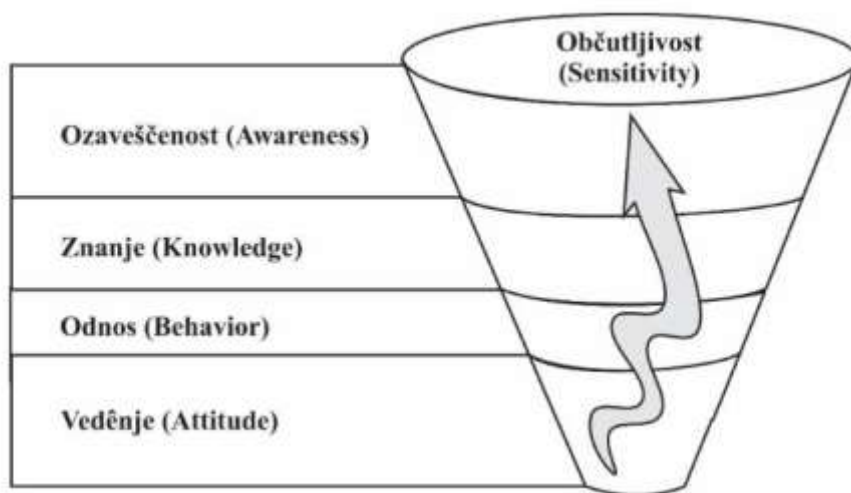 Občutljivost
(Sensitivity)
Ozaveščenost (Awareness)
Znanje (Knowledge)
Odnos (Behavior)
Vedênje (Attitude)